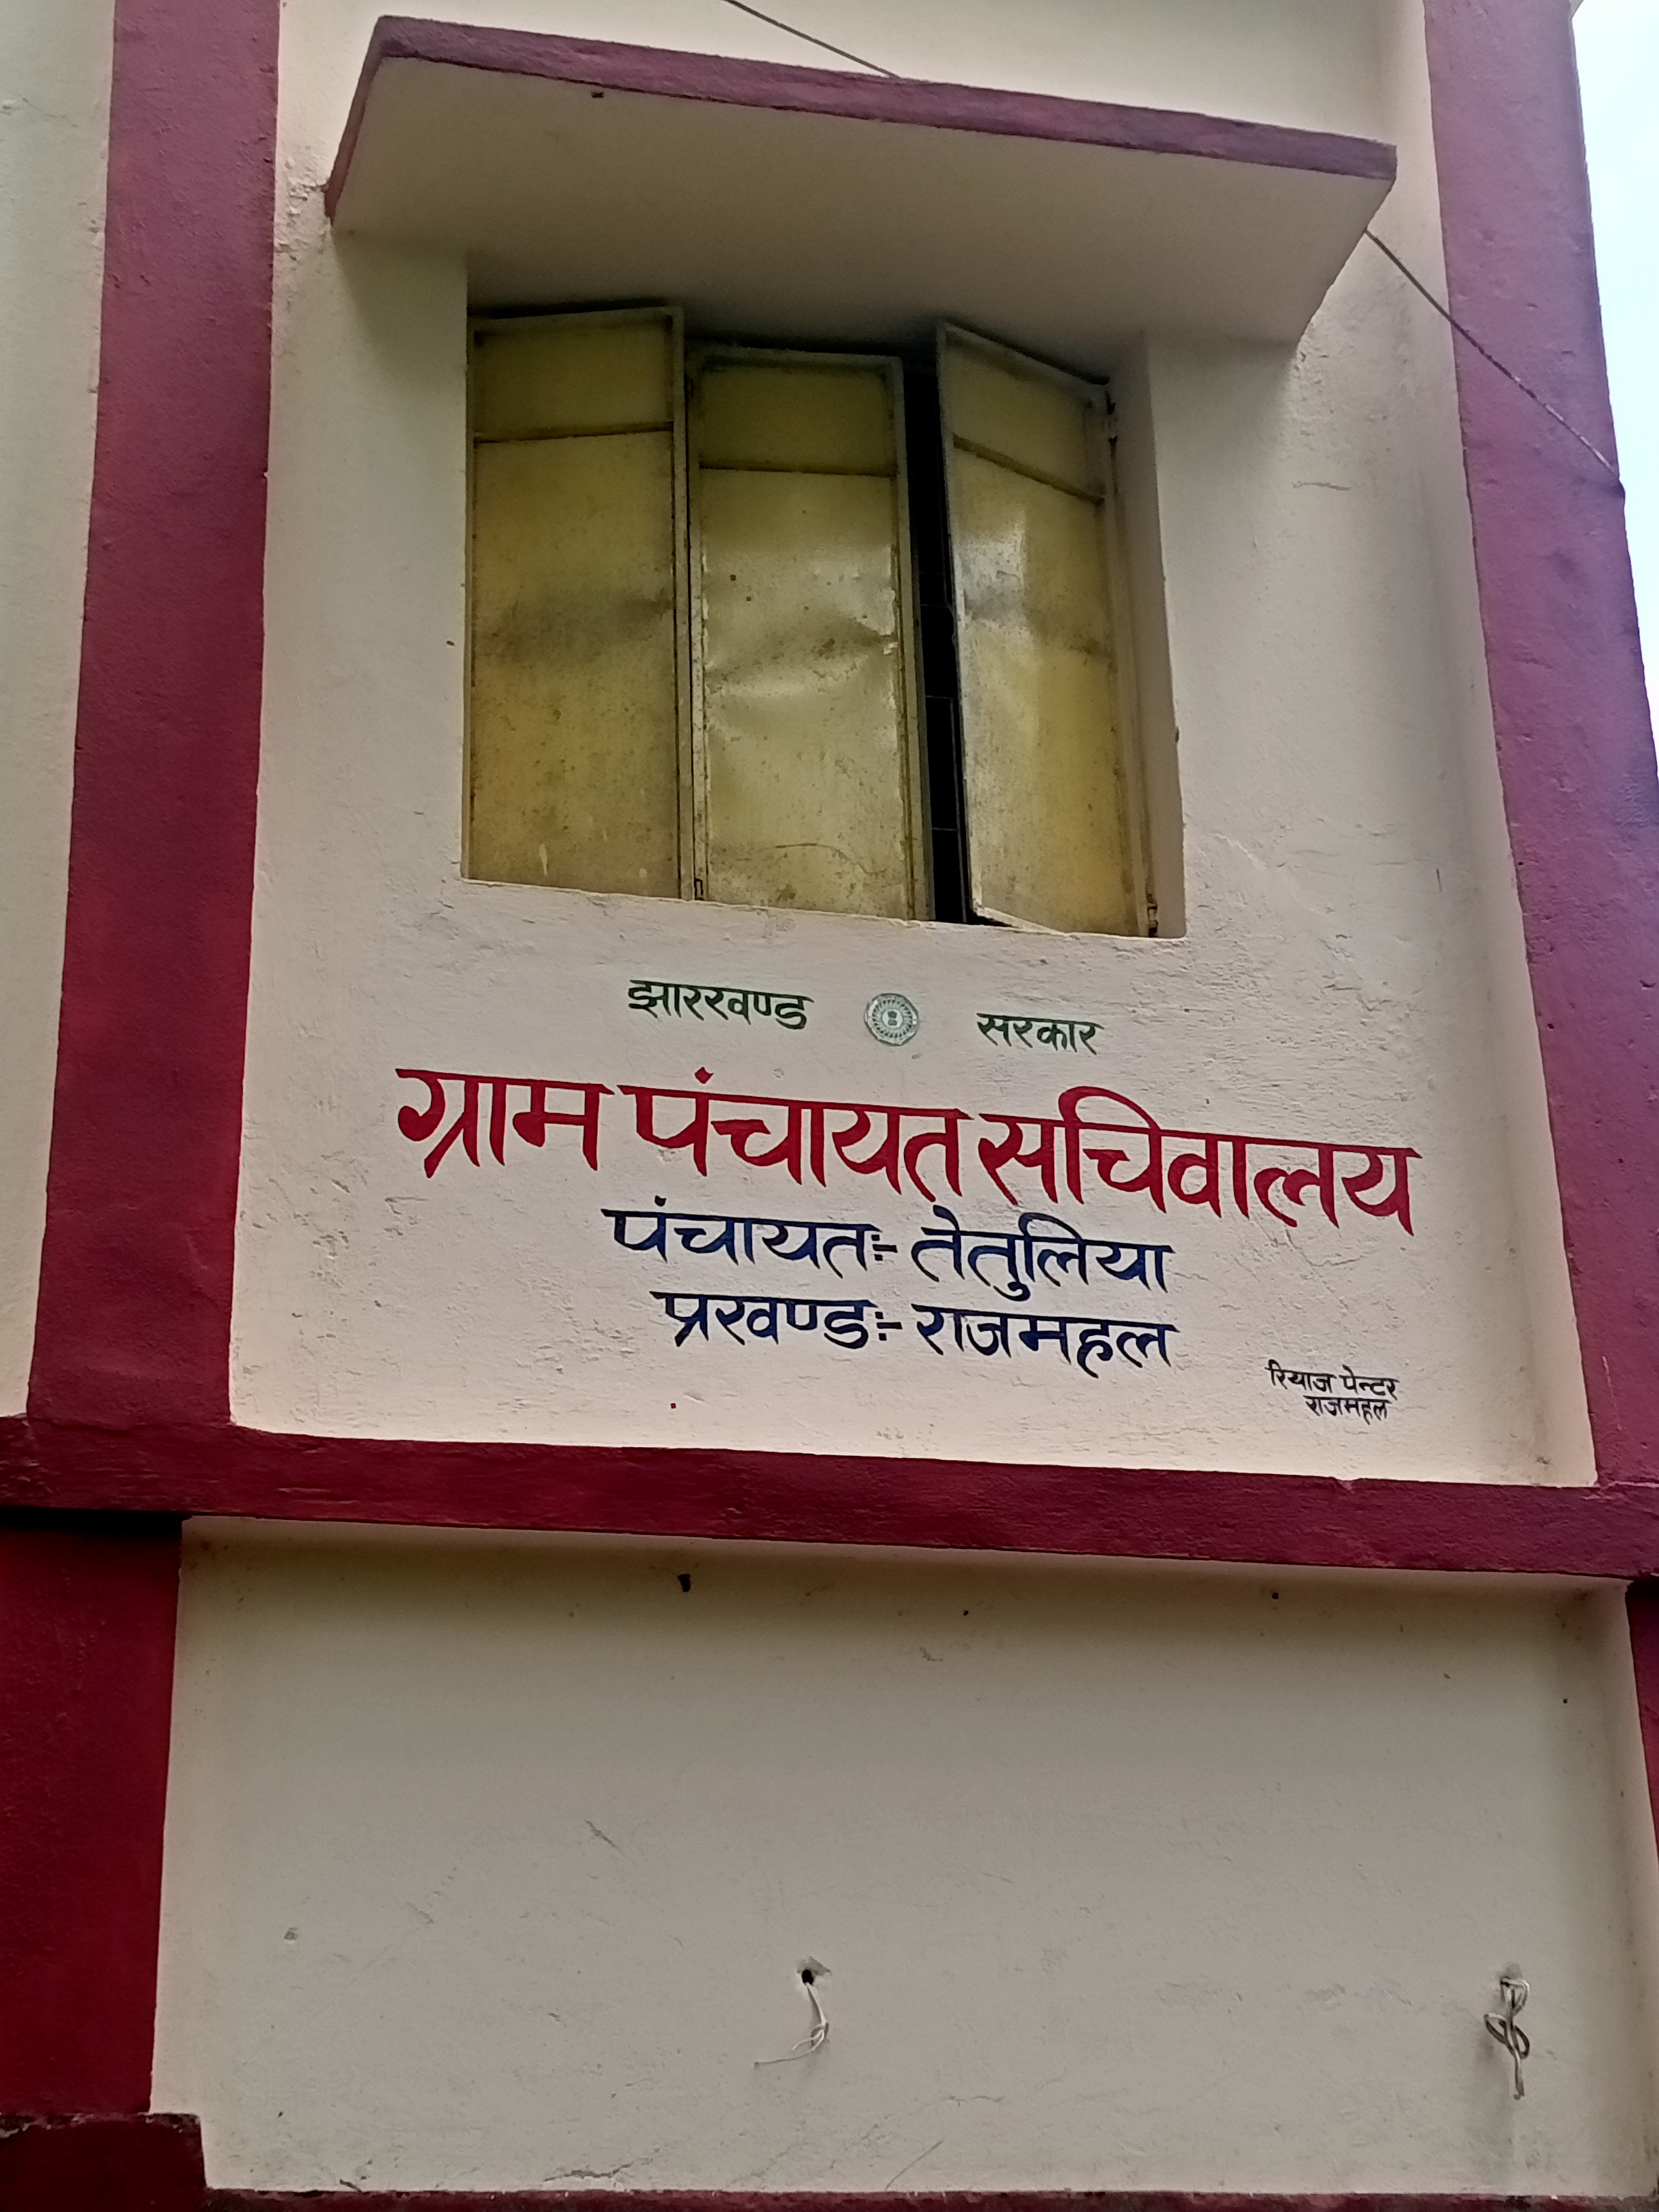 झारखण्ड सरकार
ग्राम पंचायत सचिवालय
पंचायत:- तेतुलिया
प्रखण्ड:- राजमहल
रियाज पेन्टर
राजमहल